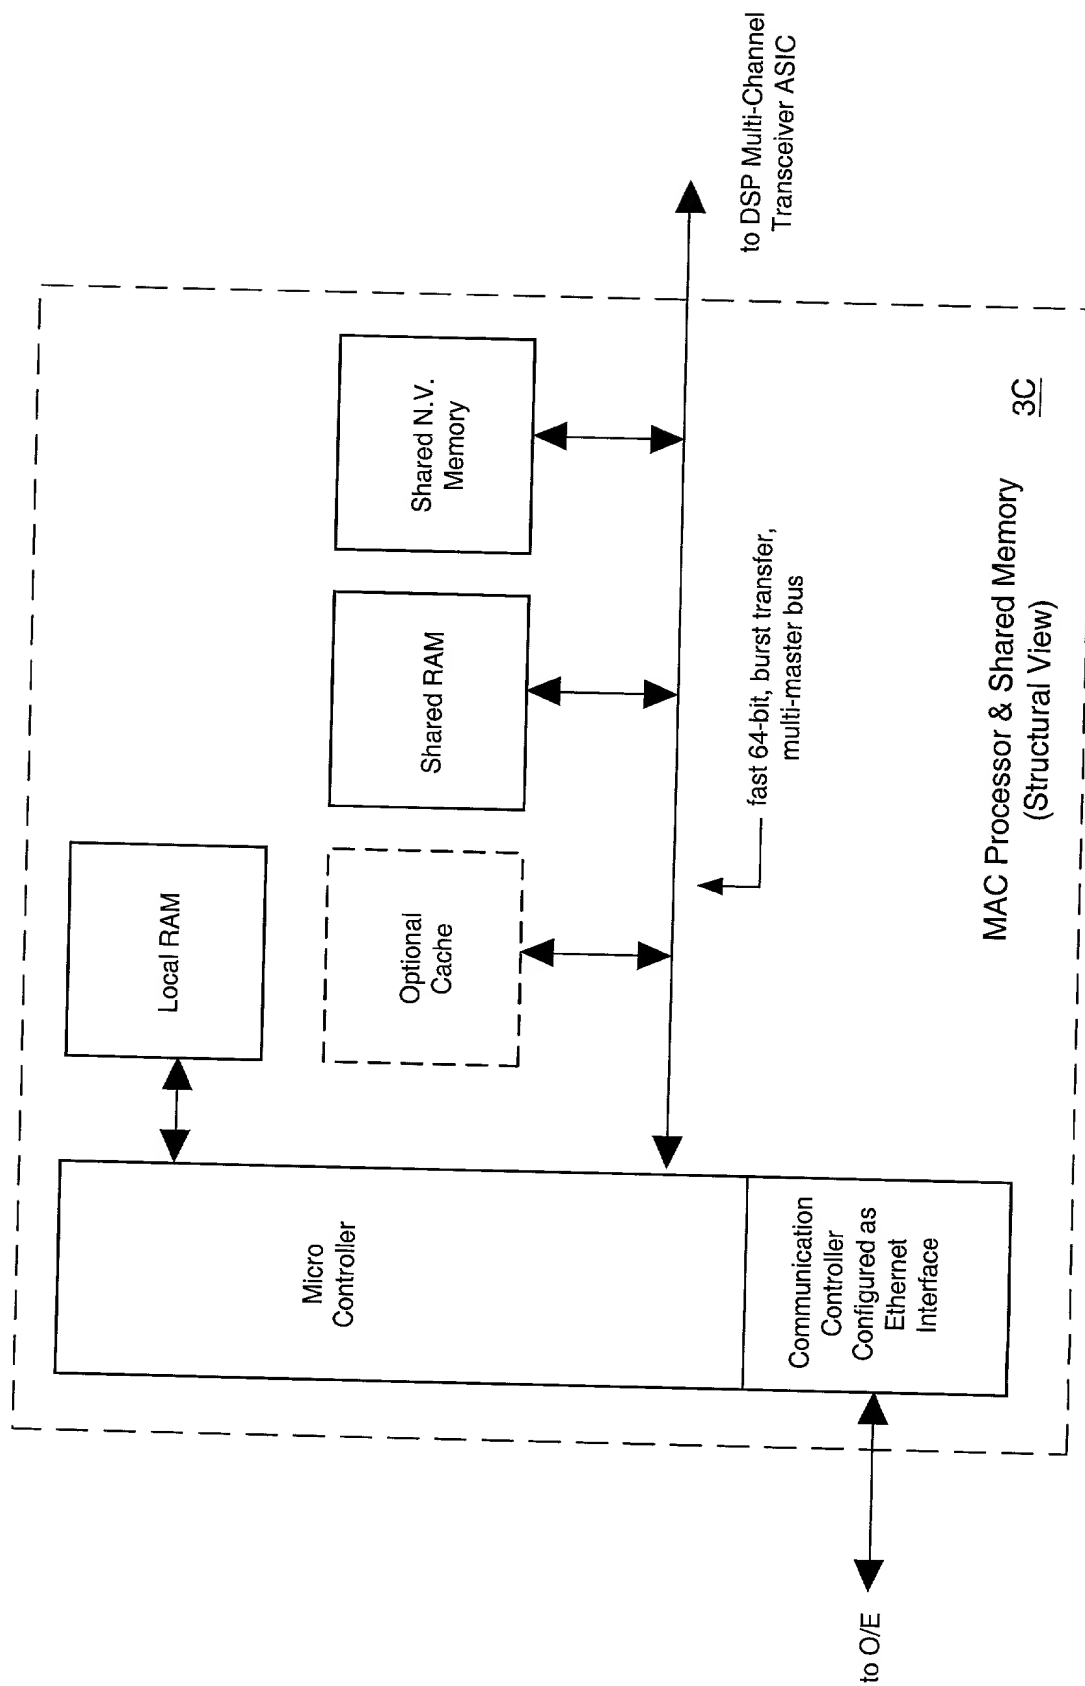 Local RAM
Micro
Controller
Optional
Cache
Shared RAM
Shared N.V.
Memory
Communication
Controller
Configured as
Ethernet
Interface
to O/E
fast 64-bit, burst transfer,
multi-master bus
to DSP Multi-Channel
Transceiver ASIC
MAC Processor & Shared Memory
(Structural View)
3C